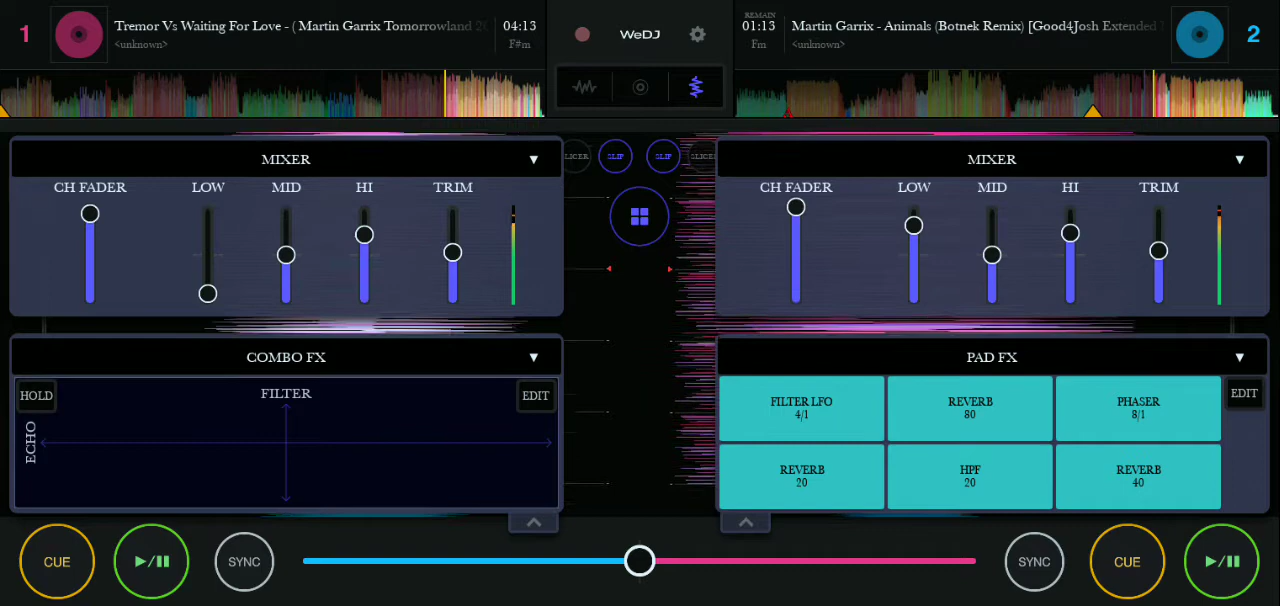 1
Tremor Vs Waiting For Love - ( Martin Garrix Tomorrowland 20
<unknown>
04:13
F#m
WeDJ
REMAIN
01:13
Fm
Martin Garrix - Animals (Botnek Remix) [Good4Josh Extended
<unknown>
2
MIXER
CH FADER LOW MID HI TRIM
LICER
SLIP
SLIP
SLICER
MIXER
CH FADER LOW MID HI TRIM
COMBO FX
HOLD
FILTER
EDIT
ECHO
PAD FX
FILTER LFO
4/1
REVERB
80
PHASER
8/1
EDIT
REVERB
20
HPF
20
REVERB
40
CUE
SYNC
SYNC
CUE